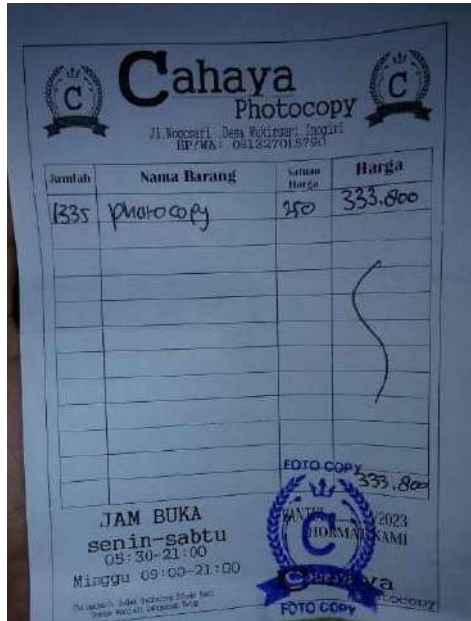 C
Cahaya
Photocopy
C
Jl.Nogosari .Desa Wukirsari Imogiri
HP/WA: 081327015790
Jumlah Nama Barang Satuan Harga Harga
1335 photocopy 250 333.800
FOTO COPY
333.800
JAM BUKA
senin-sabtu
05:30-21:00
Minggu 09:00-21:00
/2023
HORMAT KAMI
C
Cahaya
Photocopy
FOTO COPY